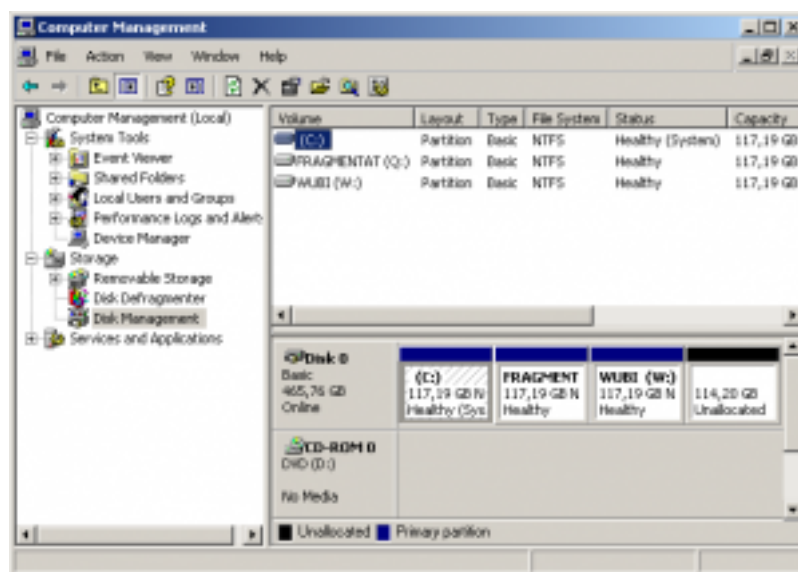 Computer Management
File Action View Window Help
Computer Management (Local)
System Tools
Event Viewer
Shared Folders
Local Users and Groups
Performance Logs and Alerts
Device Manager
Storage
Removable Storage
Disk Defragmenter
Disk Management
Services and Applications
Volume Layout Type File System Status Capacity
(C:) Partition Basic NTFS Healthy (System) 117,19 GB
FRAGMENTAT (Q:) Partition Basic NTFS Healthy 117,19 GB
WUBI (W:) Partition Basic NTFS Healthy 117,19 GB
Disk 0
Basic
465,76 GB
Online
(C:)
117,19 GB N
Healthy (Sys
FRAGMENT
117,19 GB N
Healthy
WUBI (W:)
117,19 GB N
Healthy
114,20 GB
Unallocated
CD-ROM 0
DVD (D:)
No Media
Unallocated Primary partition